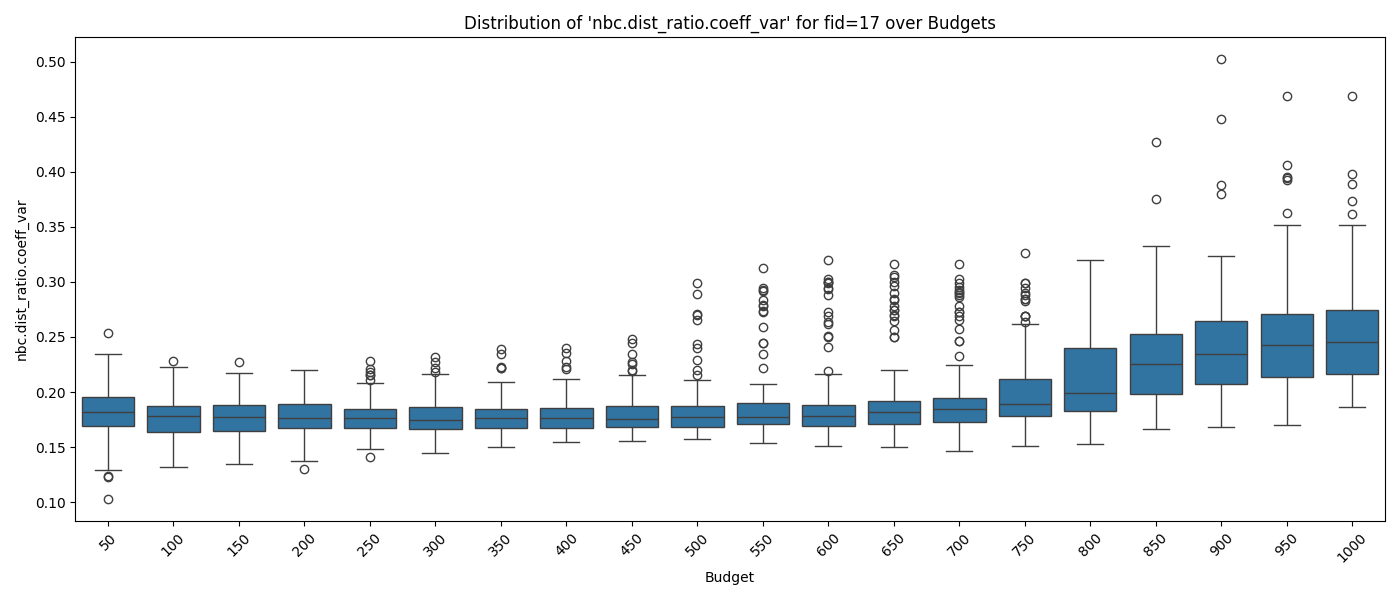 Distribution of 'nbc.dist_ratio.coeff_var' for fid=17 over Budgets
nbc.dist_ratio.coeff_var
0.50
0.45
0.40
0.35
0.30
0.25
0.20
0.15
0.10
50 100 150 200 250 300 350 400 450 500 550 600 650 700 750 800 850 900 950 1000
Budget